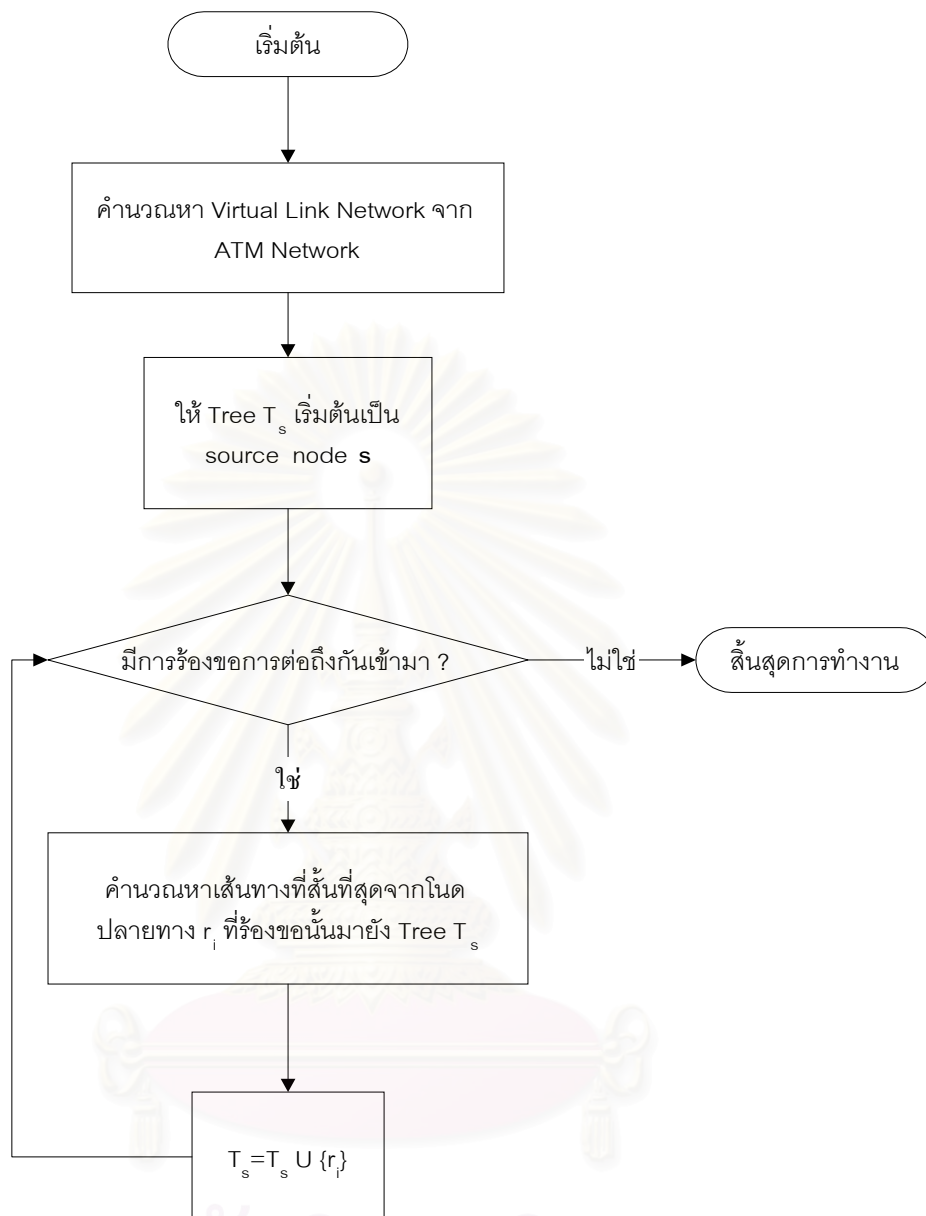 เริ่มต้น
คำนวณหา Virtual Link Network จาก
ATM Network
ให้ Tree T_s เริ่มต้นเป็น
source node s
มีการร้องขอการต่อถึงกันเข้ามา ?
ไม่ใช่
สิ้นสุดการทำงาน
ใช่
คำนวณหาเส้นทางที่สั้นที่สุดจากโนด
ปลายทาง r_i ที่ร้องขอนั้นมายัง Tree T_s
T_s=T_s U {r_i}